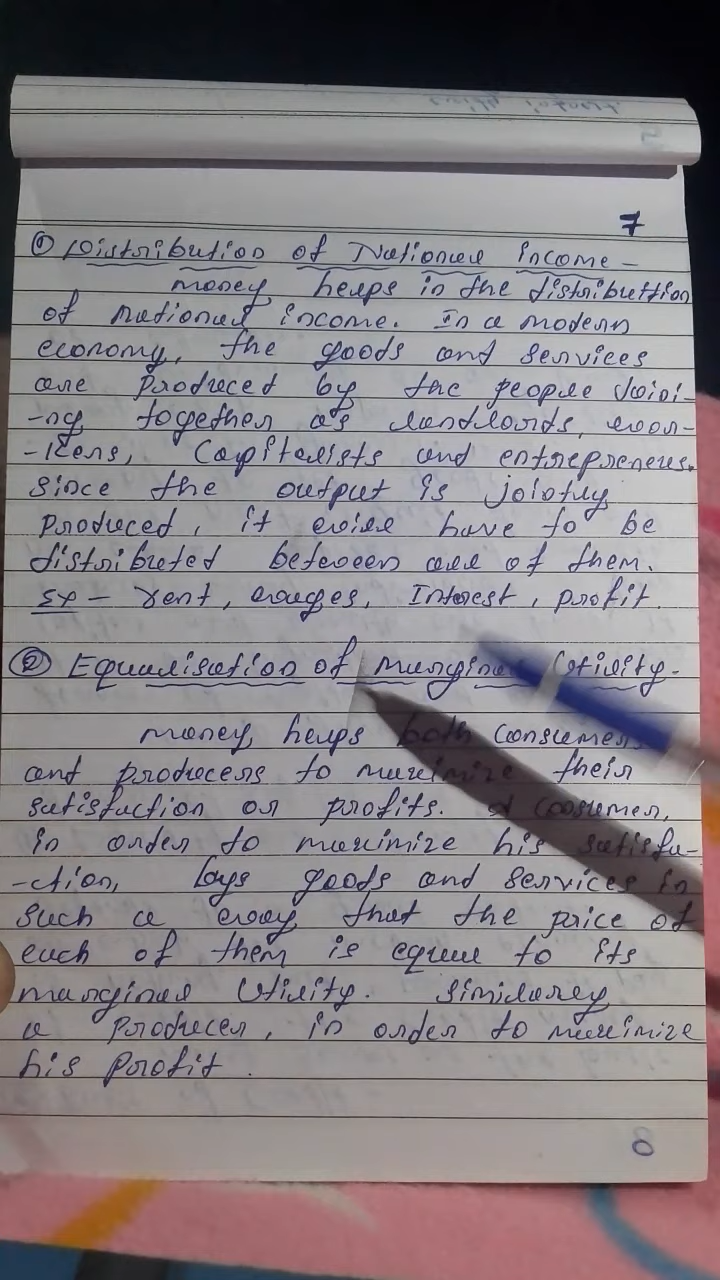 7
① Distribution of National income -
money helps in the distributtion
of national income. In a modern
economy, the goods and services
are produced by the people Joini-
-ng together as landlords, wor-
-kers, Capitalists and entrepreneurs.
Since the output is jointly
produced, it will have to be
distributed between all of them.
Ex - rent, wages, Interest, profit.
② Equalisation of marginal Utility -
money, helps both consumers
and producers to maximize their
satisfaction or profits. A consumer,
in order to maximize his satisfa-
-ction, bys goods and services in
such a way that the price of
each of them is equal to its
marginal Utility. Similarly
a producer, in order to maximize
his profit.
8